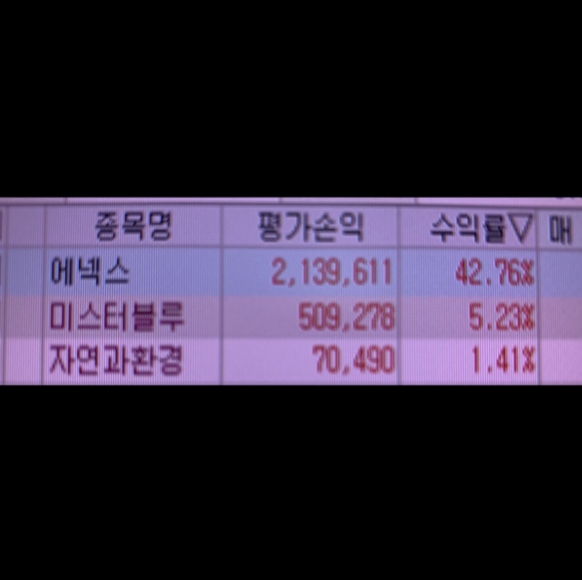 종목명 평가손익 수익률▽ 매
에넥스 2,139,611 42.76%
미스터블루 509,278 5.23%
자연과환경 70,490 1.41%